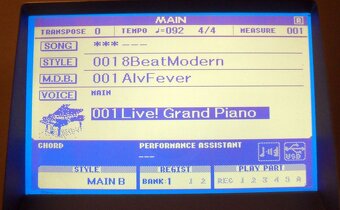 MAIN
TRANSPOSE 0 TEMPO ♩=092 4/4 MEASURE 001
SONG ***---
STYLE 001 8BeatModern
M.D.B. 001 AlvFever
VOICE MAIN
001 Live! Grand Piano
CHORD PERFORMANCE ASSISTANT
---
USB
STYLE REGIST PLAY PART
MAIN B BANK:1 1 2 REG 1 2 3 4 5 A